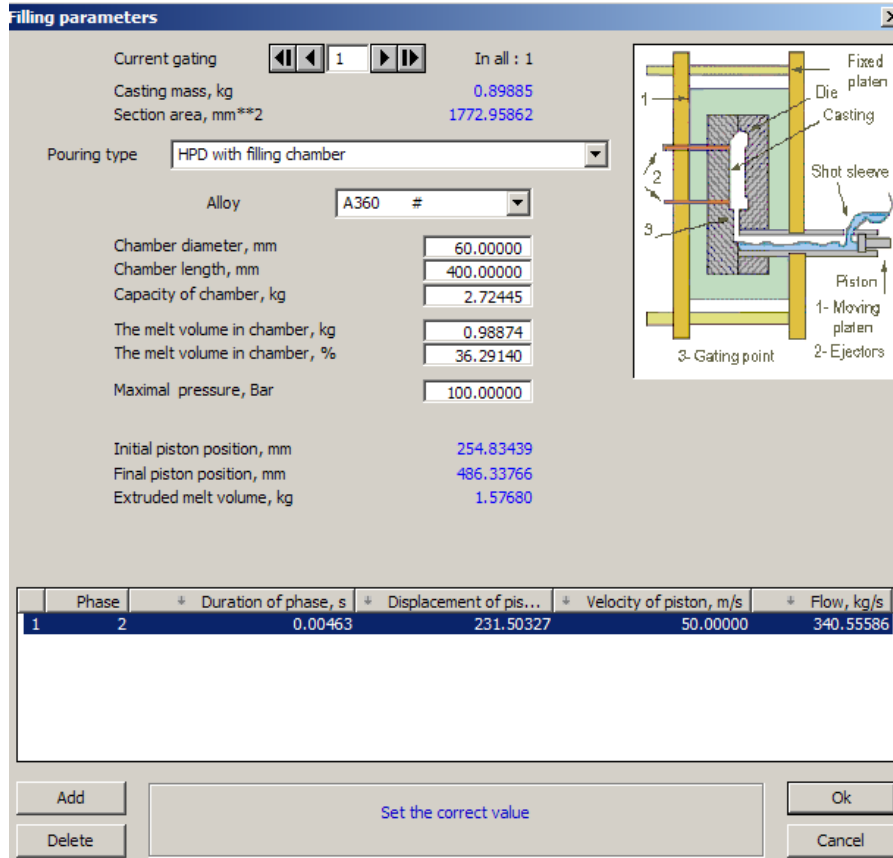 Filling parameters
Current gating 1 In all : 1
Casting mass, kg 0.89885
Section area, mm**2 1772.95862
Pouring type HPD with filling chamber
Alloy A360 #
Chamber diameter, mm 60.00000
Chamber length, mm 400.00000
Capacity of chamber, kg 2.72445
The melt volume in chamber, kg 0.98874
The melt volume in chamber, % 36.29140
Maximal pressure, Bar 100.00000
Initial piston position, mm 254.83439
Final piston position, mm 486.33766
Extruded melt volume, kg 1.57680
Fixed
platen
1
Die
Casting
2
Shot sleeve
3
Piston
1- Moving
platen
3- Gating point
2- Ejectors
Phase Duration of phase, s Displacement of pis... Velocity of piston, m/s Flow, kg/s
1 2 0.00463 231.50327 50.00000 340.55586
Add
Set the correct value
Ok
Delete
Cancel